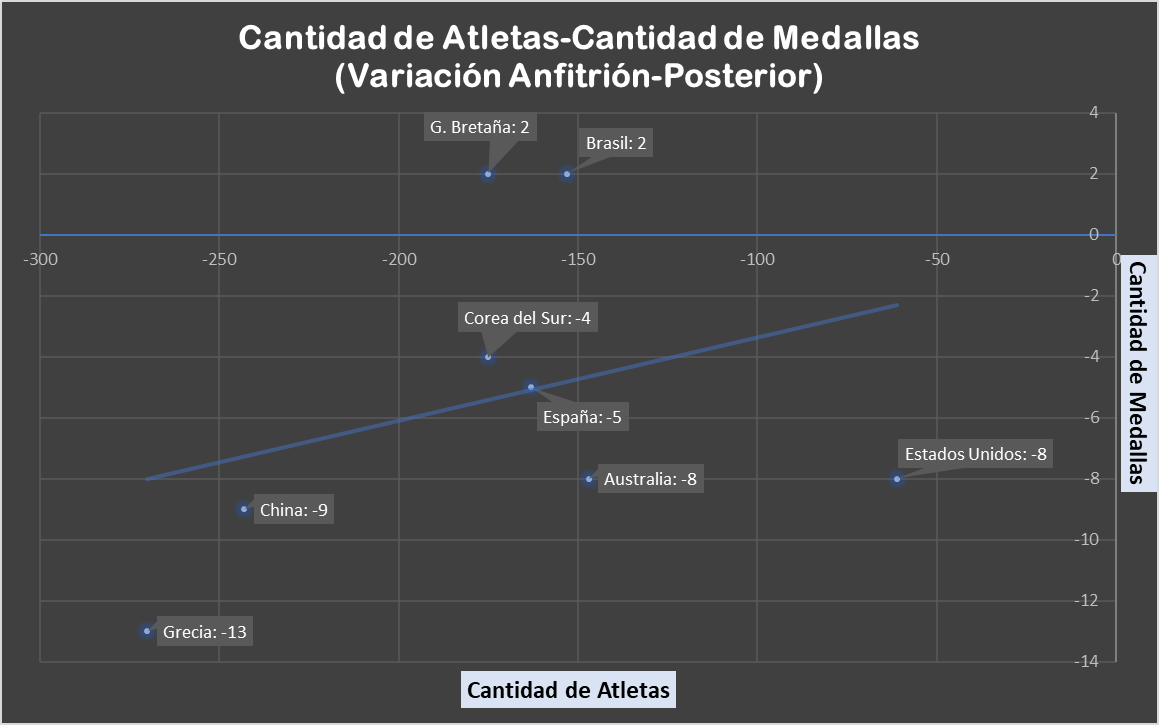 Cantidad de Atletas-Cantidad de Medallas
(Variación Anfitrión-Posterior)
4
G. Bretaña: 2
Brasil: 2
2
0
-300
-250
-200
-150
-100
-50
0
-2
Corea del Sur: -4
-4
España: -5
-6
Estados Unidos: -8
Australia: -8
-8
China: -9
-10
-12
Grecia: -13
-14
Cantidad de Medallas
Cantidad de Atletas